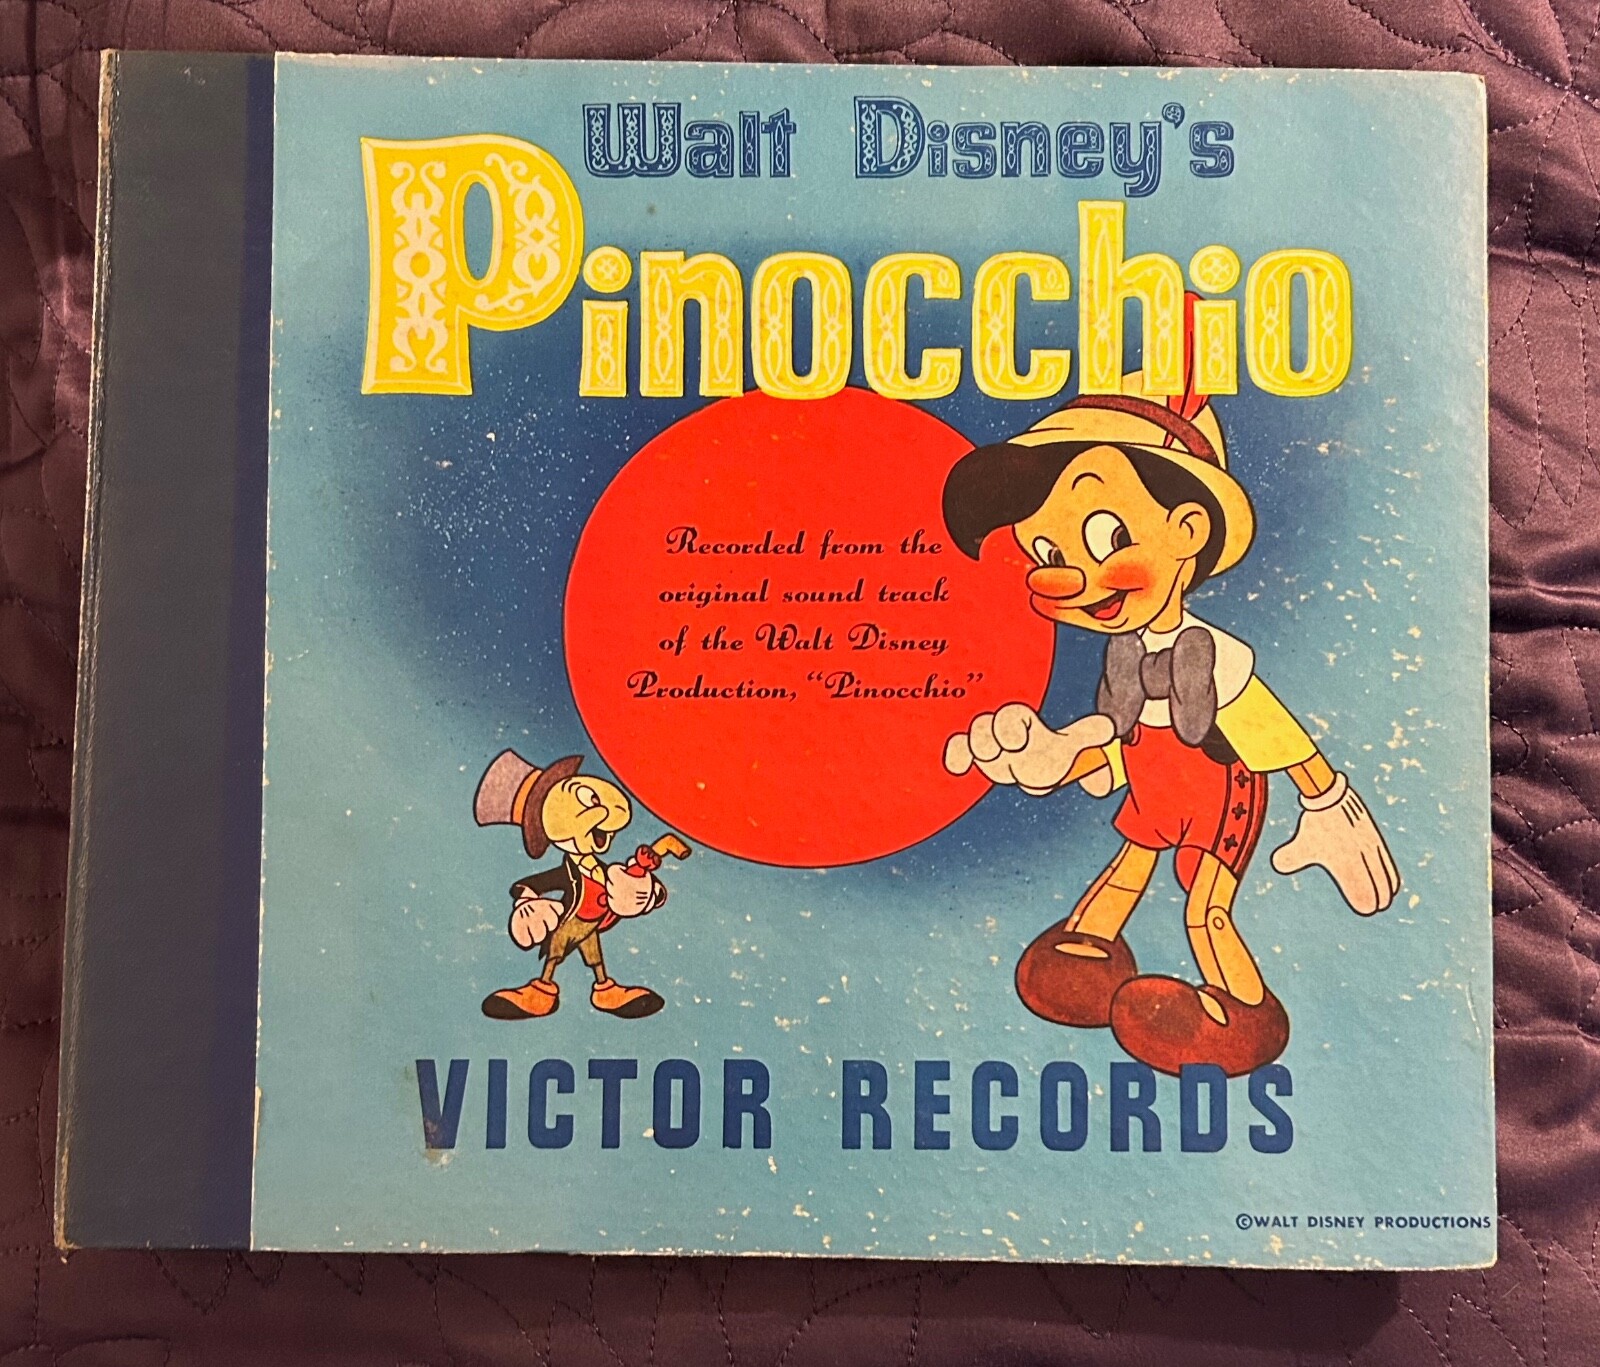 Walt Disney's
Pinocchio
Recorded from the
original sound track
of the Walt Disney
Production, “Pinocchio”
VICTOR RECORDS
©WALT DISNEY PRODUCTIONS